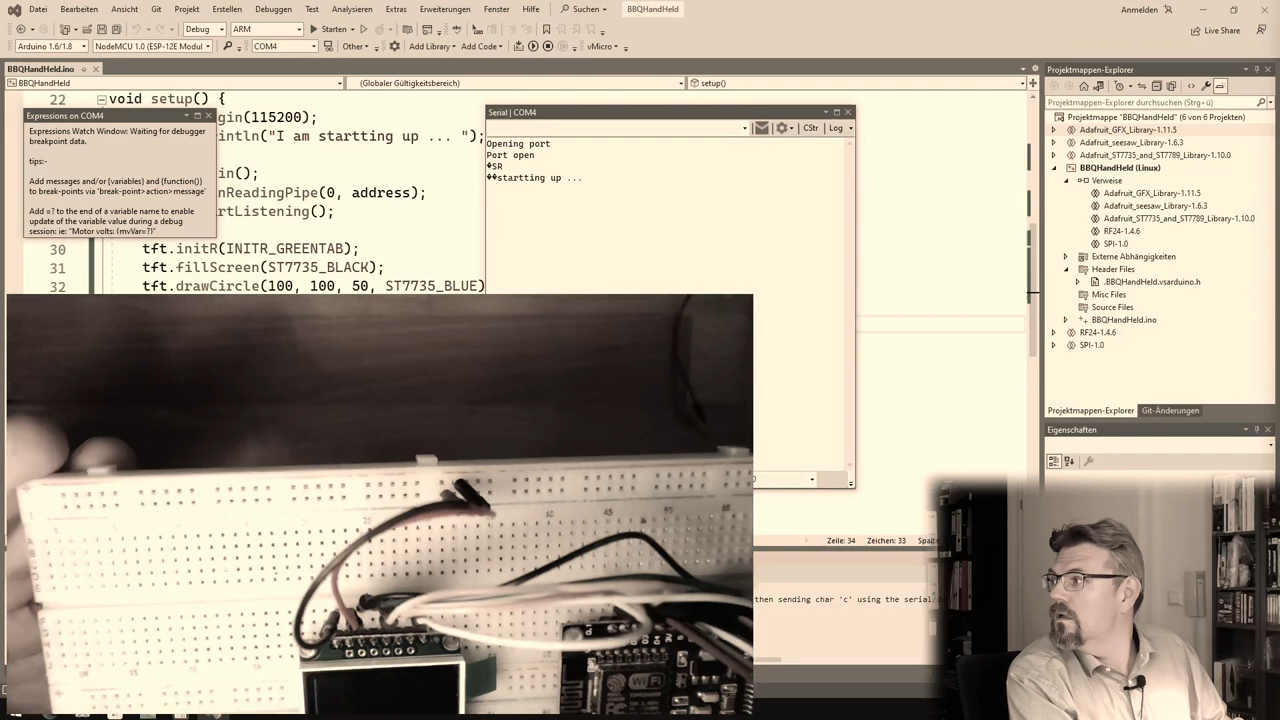 Datei Bearbeiten Ansicht Git Projekt Erstellen Debuggen Test Analysieren Extras Erweiterungen Fenster Hilfe Suchen BBQHandHeld Anmelden
Debug ARM Starten Live Share
Arduino 1.6/1.8 NodeMCU 1.0 (ESP-12E Modul COM4 Other Add Library Add Code vMicro
BBQHandHeld.ino
BBQHandHeld (Globaler Gültigkeitsbereich) setup()
22 void setup() {
gin(115200);
ln("I am startting up ... ");
in();
nReadingPipe(0, address);
rtListening();
30 tft.initR(INITR_GREENTAB);
31 tft.fillScreen(ST7735_BLACK);
32 tft.drawCircle(100, 100, 50, ST7735_BLUE)
Expressions on COM4
Expressions Watch Window: Waiting for debugger
breakpoint data.
tips:-
Add messages and/or {variables} and {function()}
to break-points via 'break-point>action>message'
Add =? to the end of a variable name to enable
update of the variable value during a debug
session: ie: "Motor volts: {mvVar=?}"
Serial | COM4
CStr Log
Opening port
Port open
�SR
��startting up ...
Projektmappen-Explorer
Projektmappen-Explorer durchsuchen (Strg+ü)
Projektmappe "BBQHandHeld" (6 of 6 Projekten)
Adafruit_GFX_Library-1.11.5
Adafruit_seesaw_Library-1.6.3
Adafruit_ST7735_and_ST7789_Library-1.10.0
BBQHandHeld (Linux)
Verweise
Adafruit_GFX_Library-1.11.5
Adafruit_seesaw_Library-1.6.3
Adafruit_ST7735_and_ST7789_Library-1.10.0
RF24-1.4.6
SPI-1.0
Externe Abhängigkeiten
Header Files
.BBQHandHeld.vsarduino.h
Misc Files
Source Files
BBQHandHeld.ino
RF24-1.4.6
SPI-1.0
Projektmappen-Explorer Git-Änderungen
Eigenschaften
Zeile: 34 Zeichen: 33
then sending char 'c' using the serial/
WiFi